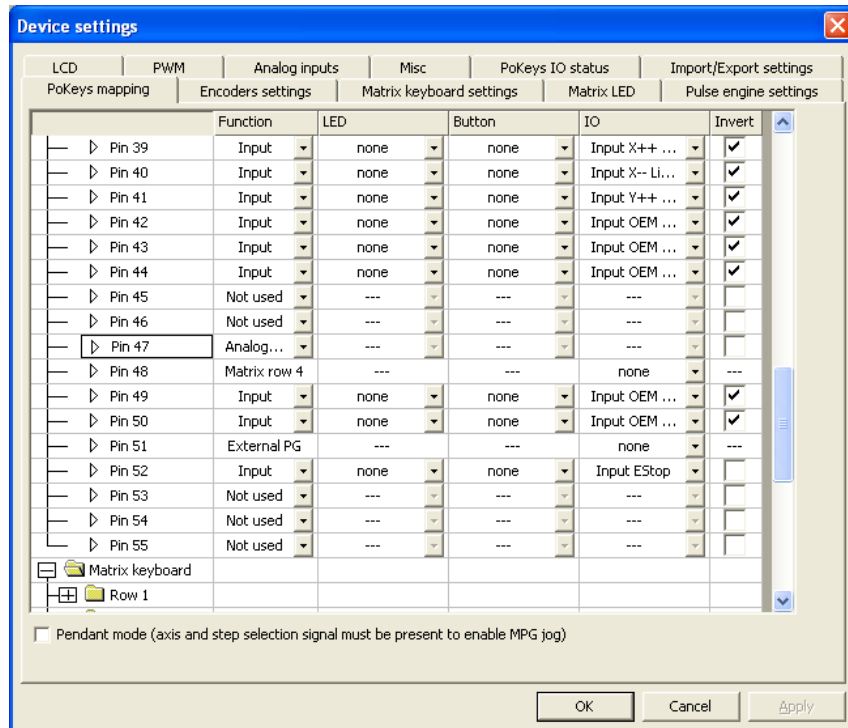 Device settings
LCD PWM Analog inputs Misc PoKeys IO status Import/Export settings
PoKeys mapping Encoders settings Matrix keyboard settings Matrix LED Pulse engine settings
Function LED Button IO Invert
Pin 39 Input none none Input X++ ...
Pin 40 Input none none Input X-- Li...
Pin 41 Input none none Input Y++ ...
Pin 42 Input none none Input OEM ...
Pin 43 Input none none Input OEM ...
Pin 44 Input none none Input OEM ...
Pin 45 Not used --- --- ---
Pin 46 Not used --- --- ---
Pin 47 Analog... --- --- ---
Pin 48 Matrix row 4 --- --- none ---
Pin 49 Input none none Input OEM ...
Pin 50 Input none none Input OEM ...
Pin 51 External PG --- --- none ---
Pin 52 Input none none Input EStop
Pin 53 Not used --- --- ---
Pin 54 Not used --- --- ---
Pin 55 Not used --- --- ---
Matrix keyboard
Row 1
Pendant mode (axis and step selection signal must be present to enable MPG jog)
OK Cancel Apply